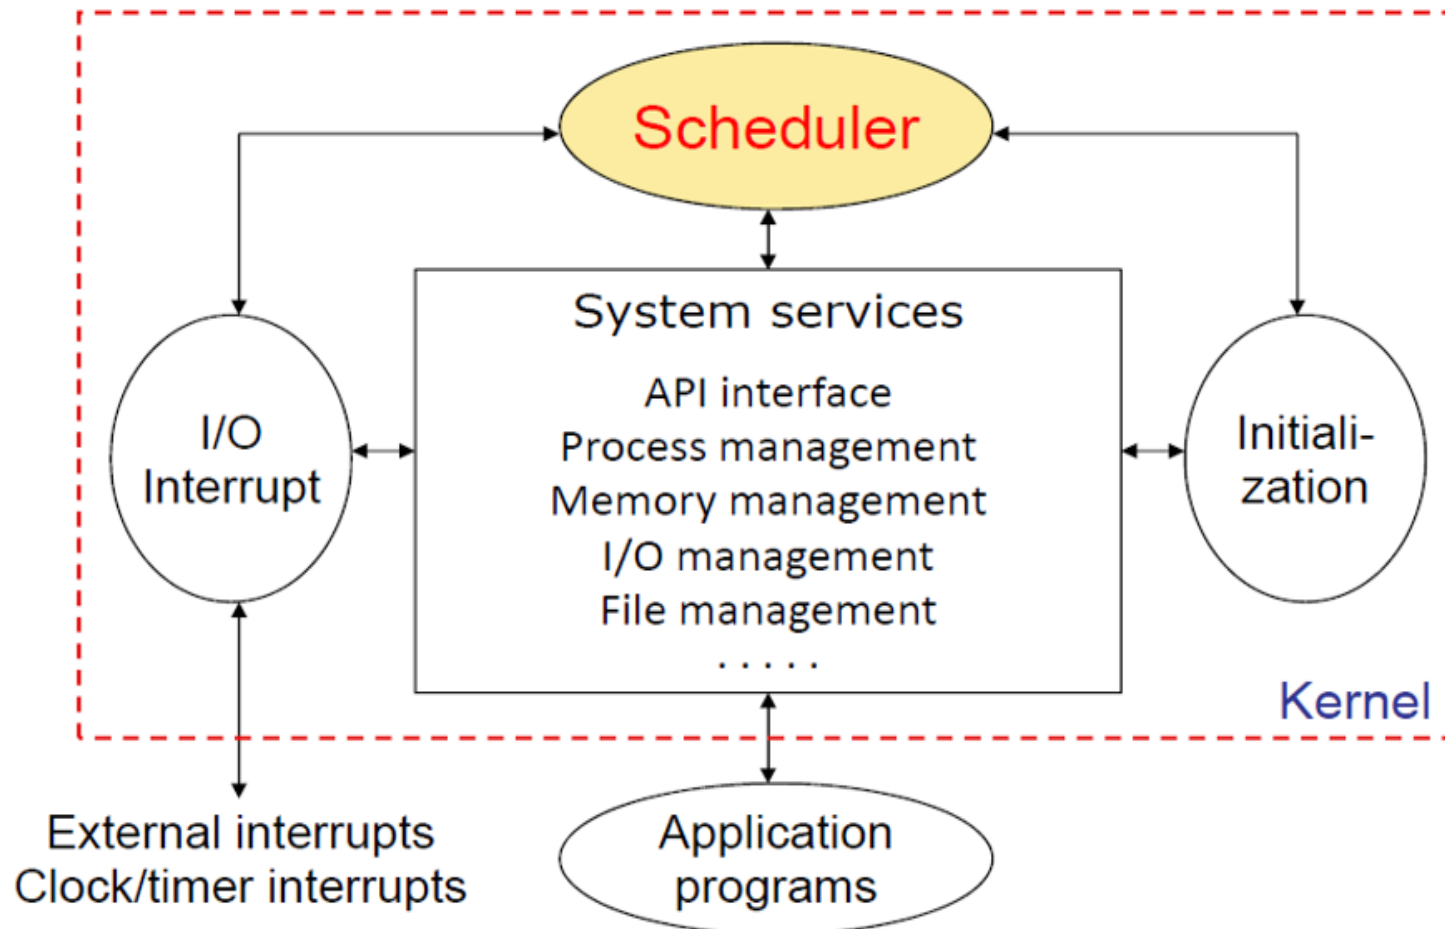 Scheduler
System services
API interface
Process management
Memory management
I/O management
File management
. . . . .
I/O
Interrupt
Initiali-
zation
Kernel
External interrupts
Clock/timer interrupts
Application
programs